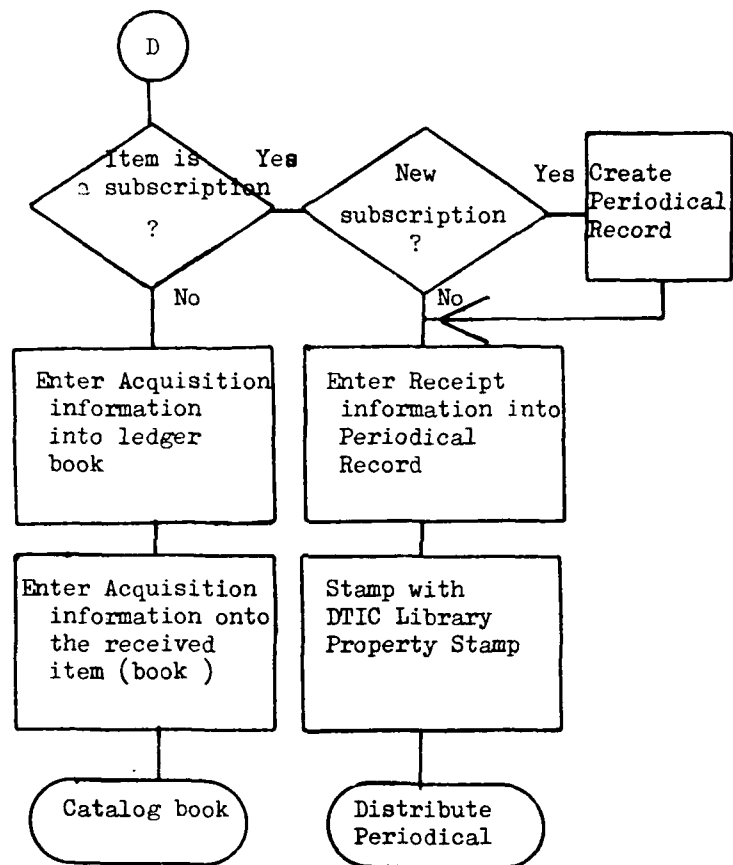 D
Item is
a subscription
?
Yes
New
subscription
?
Yes
Create
Periodical
Record
No
No
Enter Acquisition
information
into ledger
book
Enter Receipt
information into
Periodical
Record
Enter Acquisition
information onto
the received
item (book )
Stamp with
DTIC Library
Property Stamp
Catalog book
Distribute
Periodical